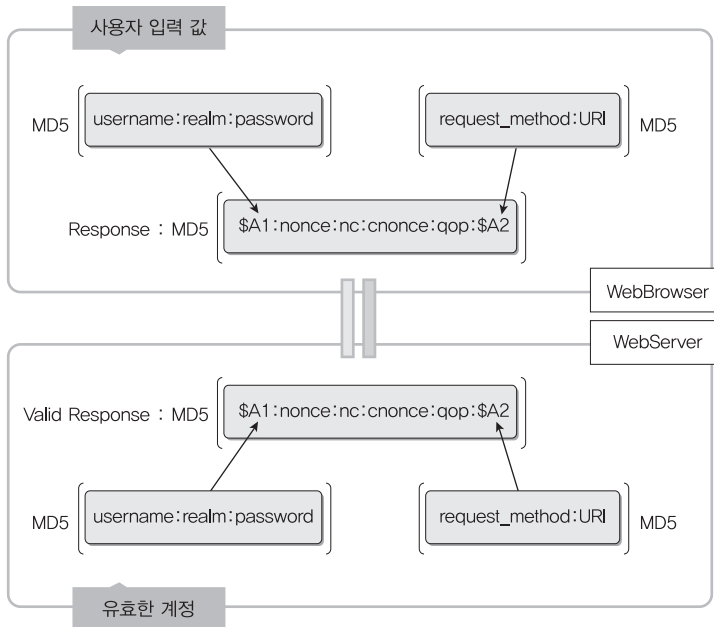 사용자 입력 값
MD5
username:realm:password
request_method:URI
MD5
Response : MD5
$A1:nonce:nc:cnonce:qop:$A2
WebBrowser
WebServer
Valid Response : MD5
$A1:nonce:nc:cnonce:qop:$A2
MD5
username:realm:password
request_method:URI
MD5
유효한 계정